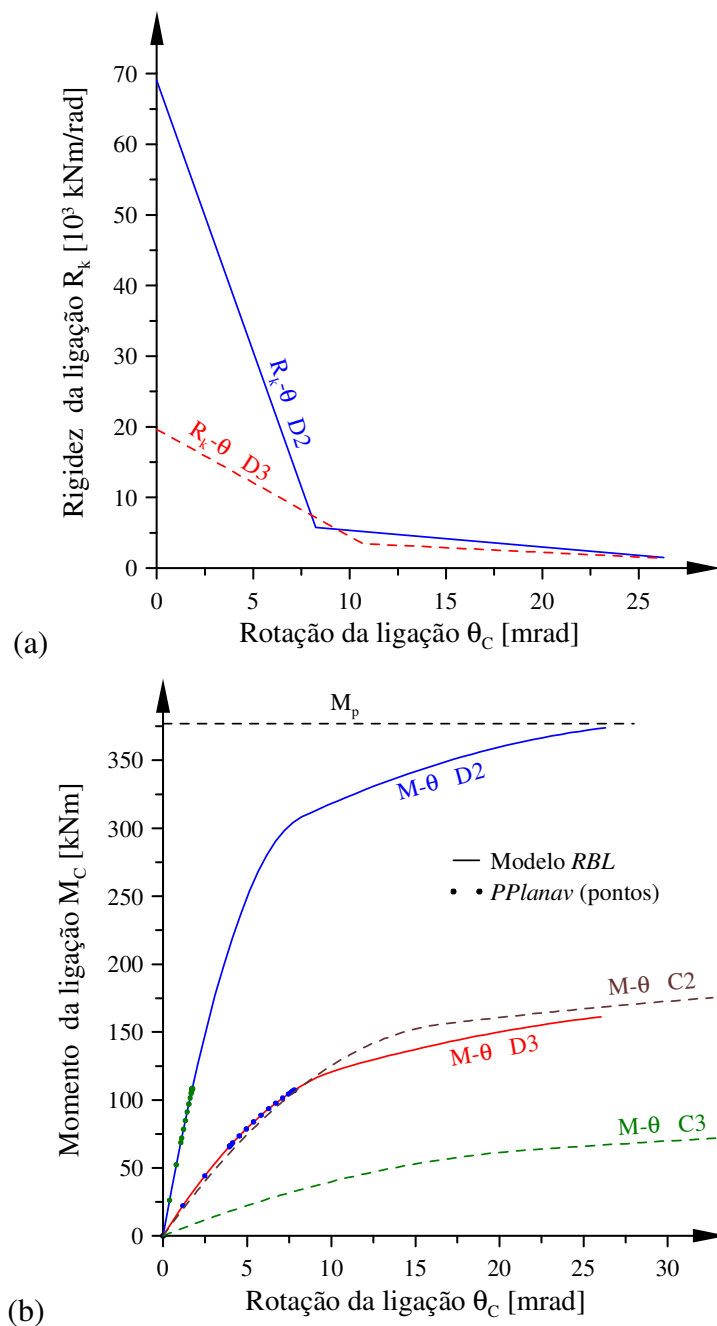 70
60
50
40
30
20
10
0
Rigidez da ligação R_k [10³ kNm/rad]
R_k-θ D2
R_k-θ D3
0 5 10 15 20 25
Rotação da ligação θ_C [mrad]
(a)
M_p
350
300
250
200
150
100
50
0
Momento da ligação M_C [kNm]
M-θ D2
Modelo RBL
PPlanav (pontos)
M-θ C2
M-θ D3
M-θ C3
0 5 10 15 20 25 30
Rotação da ligação θ_C [mrad]
(b)